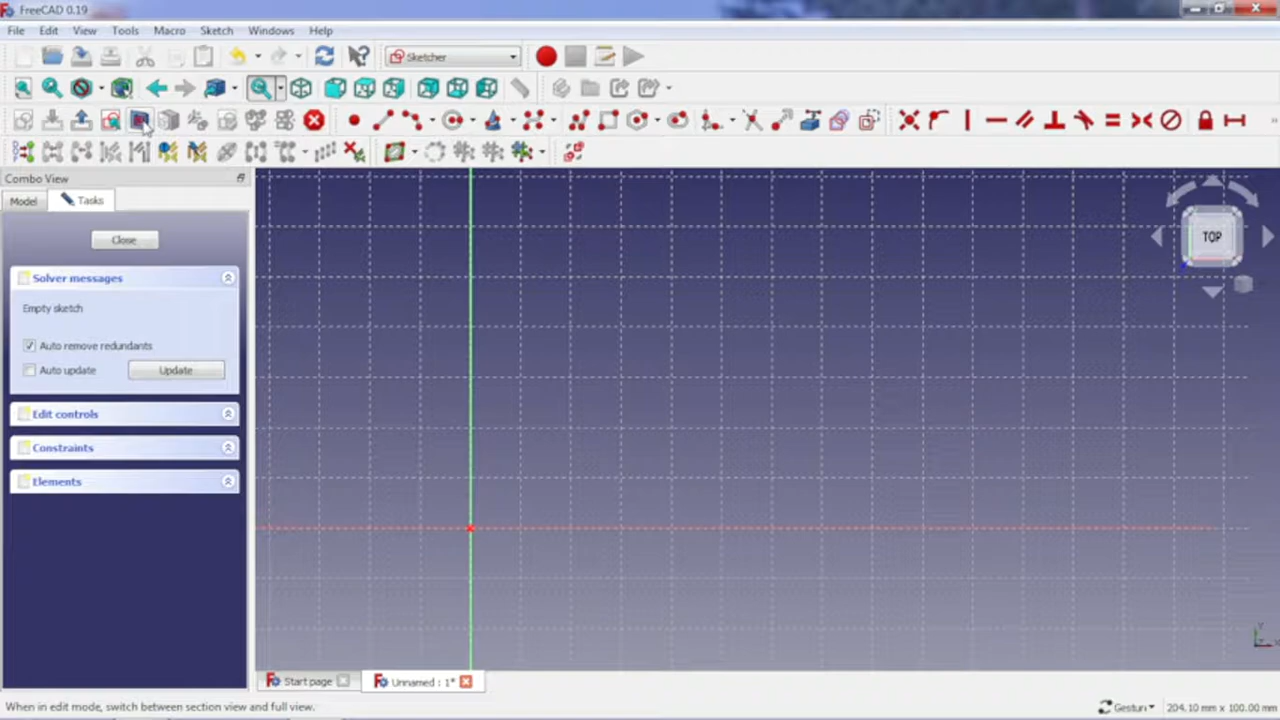 FreeCAD 0.19
File Edit View Tools Macro Sketch Windows Help
Sketcher
Combo View
Model Tasks
Close
Solver messages
Empty sketch
Auto remove redundants
Auto update Update
Edit controls
Constraints
Elements
TOP
Y
Start page Unnamed : 1*
When in edit mode, switch between section view and full view.
Gestur 204.10 mm x 100.00 mm